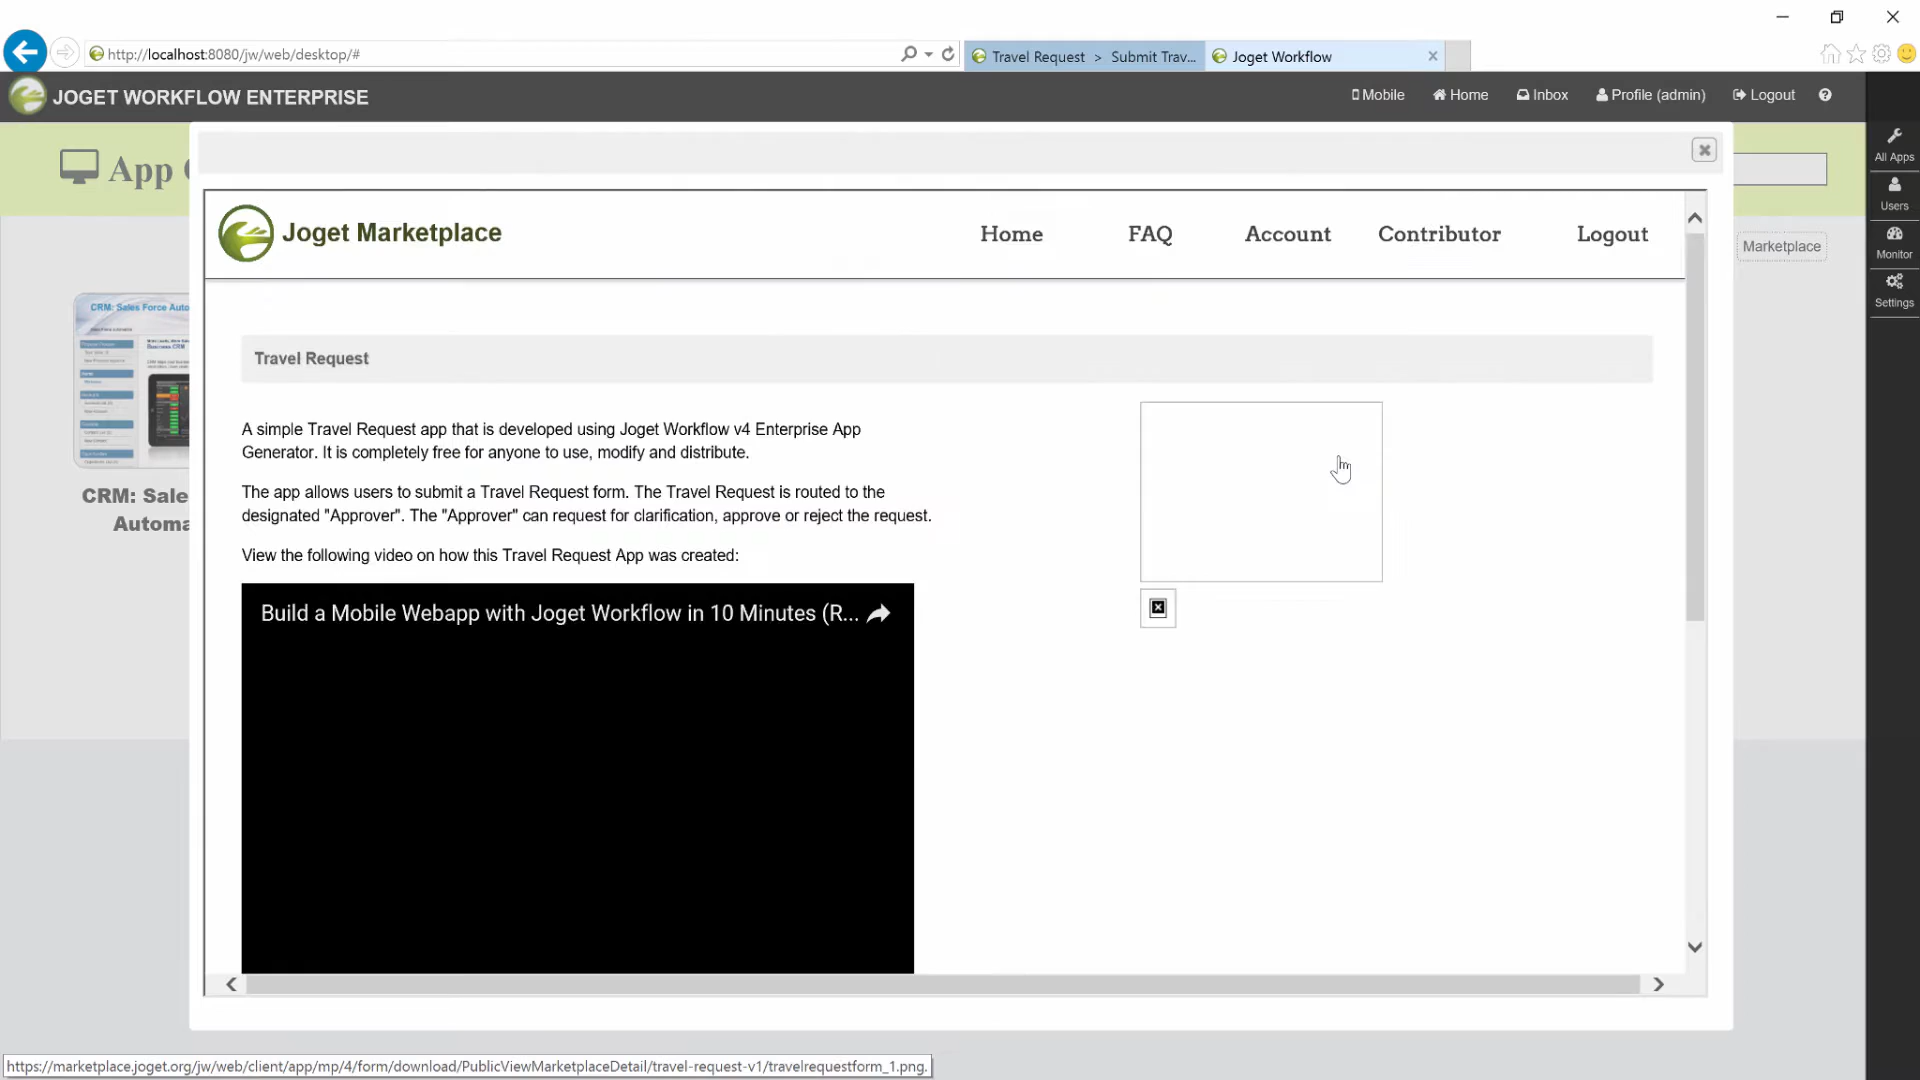 http://localhost:8080/jw/web/desktop/#
Travel Request > Submit Trav...
Joget Workflow
JOGET WORKFLOW ENTERPRISE
Mobile
Home
Inbox
Profile (admin)
Logout
App
All Apps
Users
Monitor
Settings
Marketplace
Joget Marketplace
Home
FAQ
Account
Contributor
Logout
CRM: Sales Force Auto
CRM: Sale
Automa
Travel Request
A simple Travel Request app that is developed using Joget Workflow v4 Enterprise App
Generator. It is completely free for anyone to use, modify and distribute.
The app allows users to submit a Travel Request form. The Travel Request is routed to the
designated "Approver". The "Approver" can request for clarification, approve or reject the request.
View the following video on how this Travel Request App was created:
Build a Mobile Webapp with Joget Workflow in 10 Minutes (R...
https://marketplace.joget.org/jw/web/client/app/mp/4/form/download/PublicViewMarketplaceDetail/travel-request-v1/travelrequestform_1.png.